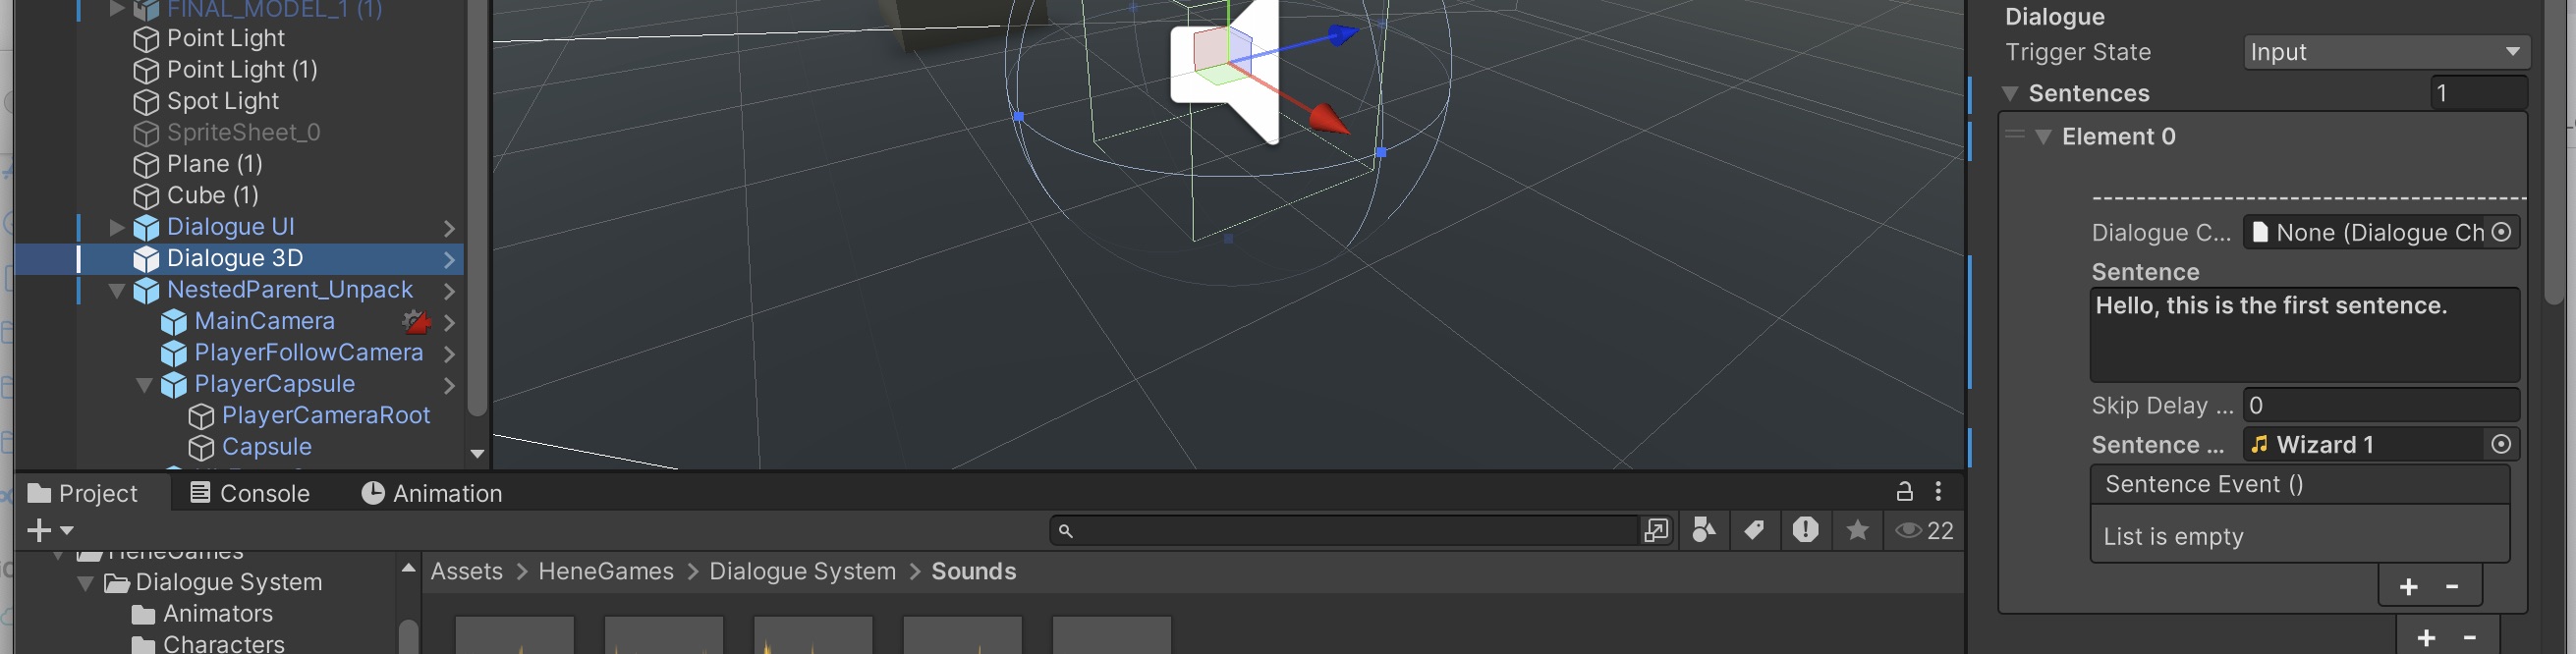 FINAL_MODEL_1 (1)
Point Light
Point Light (1)
Spot Light
SpriteSheet_0
Plane (1)
Cube (1)
Dialogue UI
Dialogue 3D
NestedParent_Unpack
MainCamera
PlayerFollowCamera
PlayerCapsule
PlayerCameraRoot
Capsule
Project
Console
Animation
22
HeneGames
Dialogue System
Animators
Characters
Assets > HeneGames > Dialogue System > Sounds
Dialogue
Trigger State Input
Sentences 1
Element 0
Dialogue C... None (Dialogue Ch
Sentence
Hello, this is the first sentence.
Skip Delay ... 0
Sentence ... Wizard 1
Sentence Event ()
List is empty
+ -
+ -